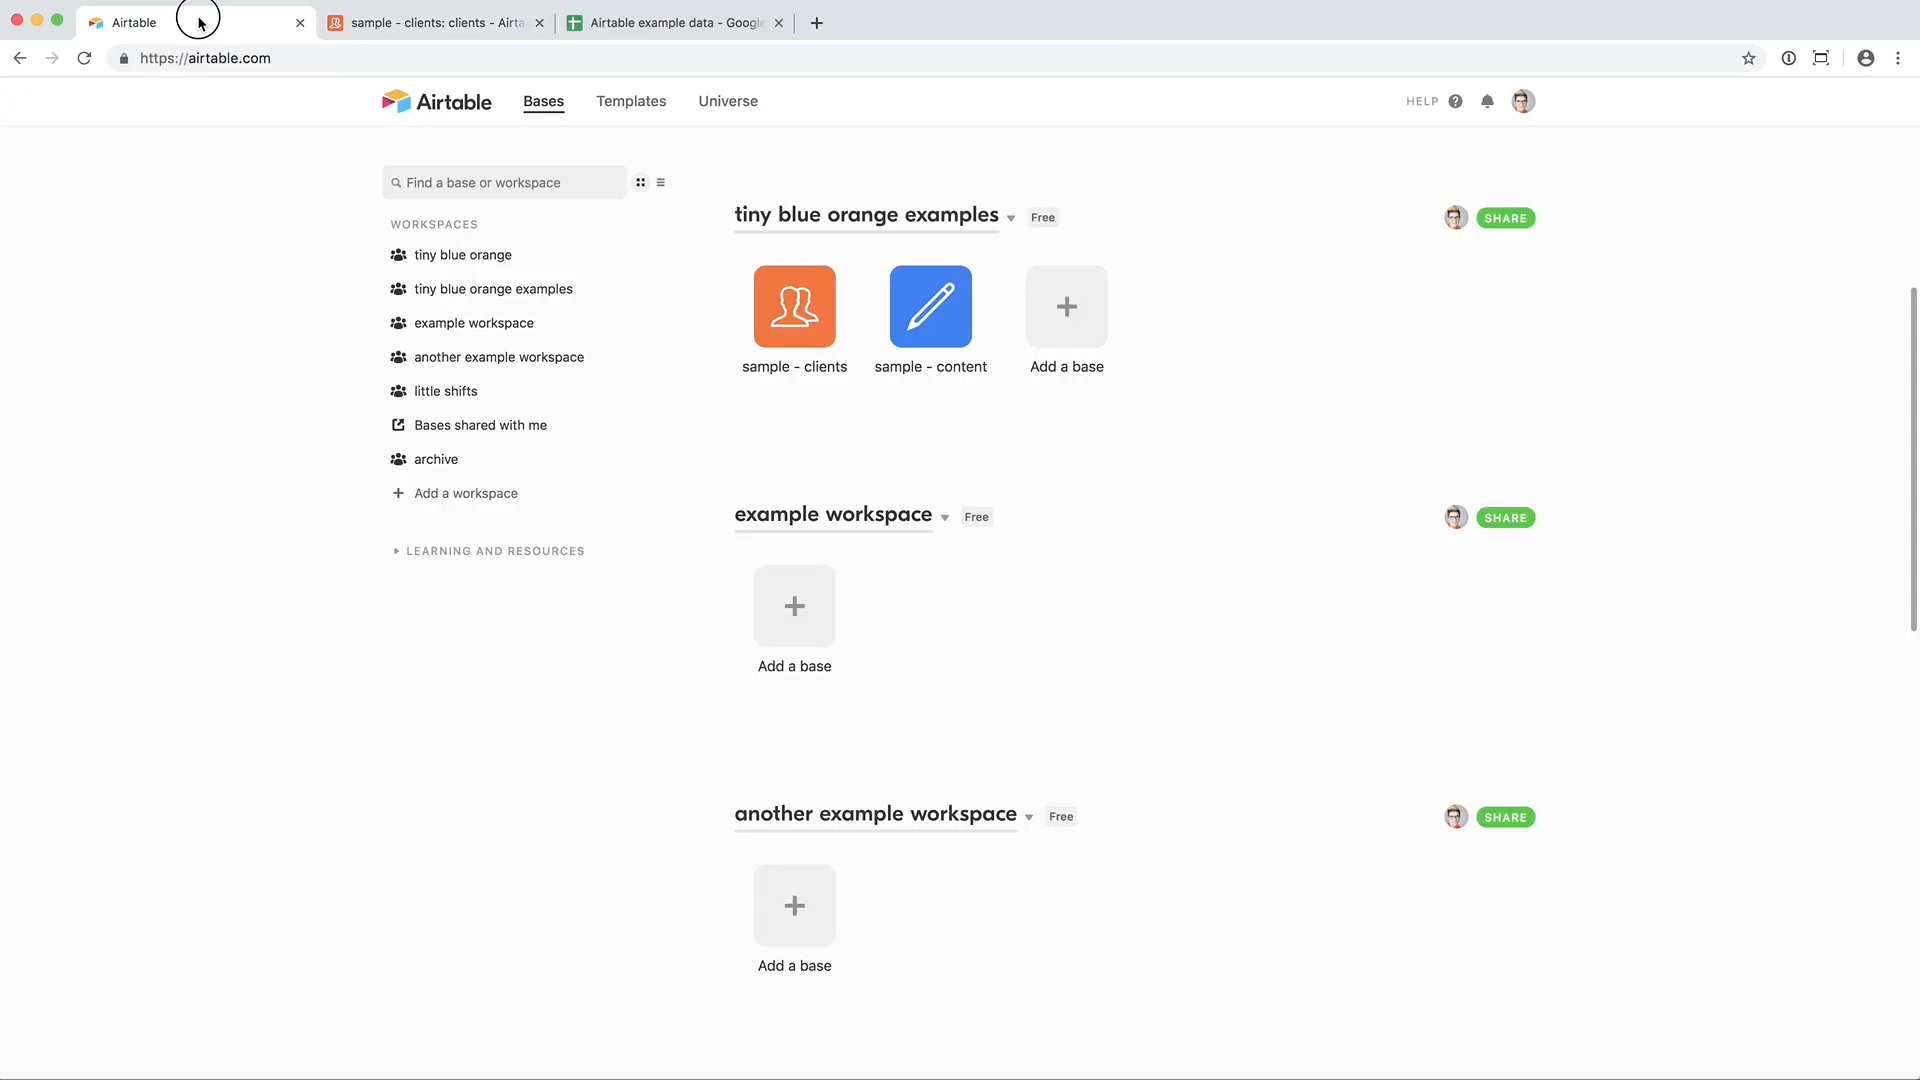 Airtable
sample - clients: clients - Airta
Airtable example data - Google
https://airtable.com
Airtable
Bases
Templates
Universe
HELP
Find a base or workspace
WORKSPACES
tiny blue orange
tiny blue orange examples
example workspace
another example workspace
little shifts
Bases shared with me
archive
Add a workspace
LEARNING AND RESOURCES
tiny blue orange examples
Free
SHARE
sample - clients
sample - content
Add a base
example workspace
Free
SHARE
Add a base
another example workspace
Free
SHARE
Add a base